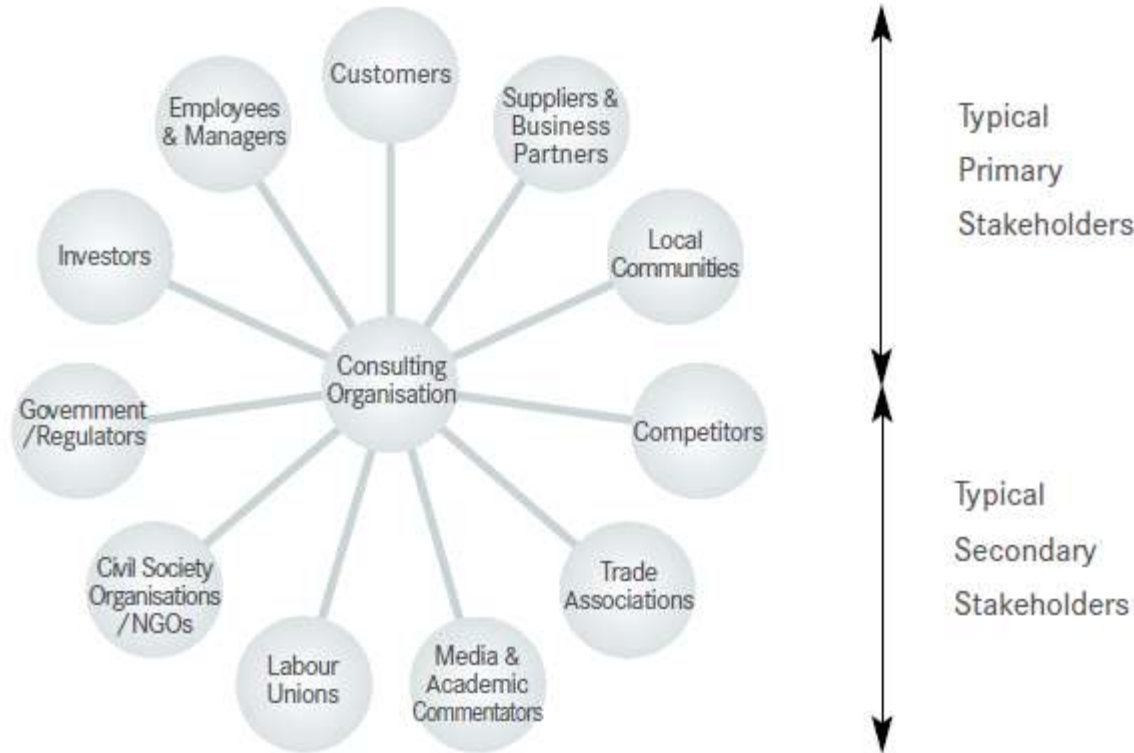 Customers
Employees
& Managers
Suppliers &
Business
Partners
Typical
Primary
Stakeholders
Investors
Local
Communities
Consulting
Organisation
Government
/Regulators
Competitors
Typical
Secondary
Stakeholders
Civil Society
Organisations
/NGOs
Trade
Associations
Labour
Unions
Media &
Academic
Commentators